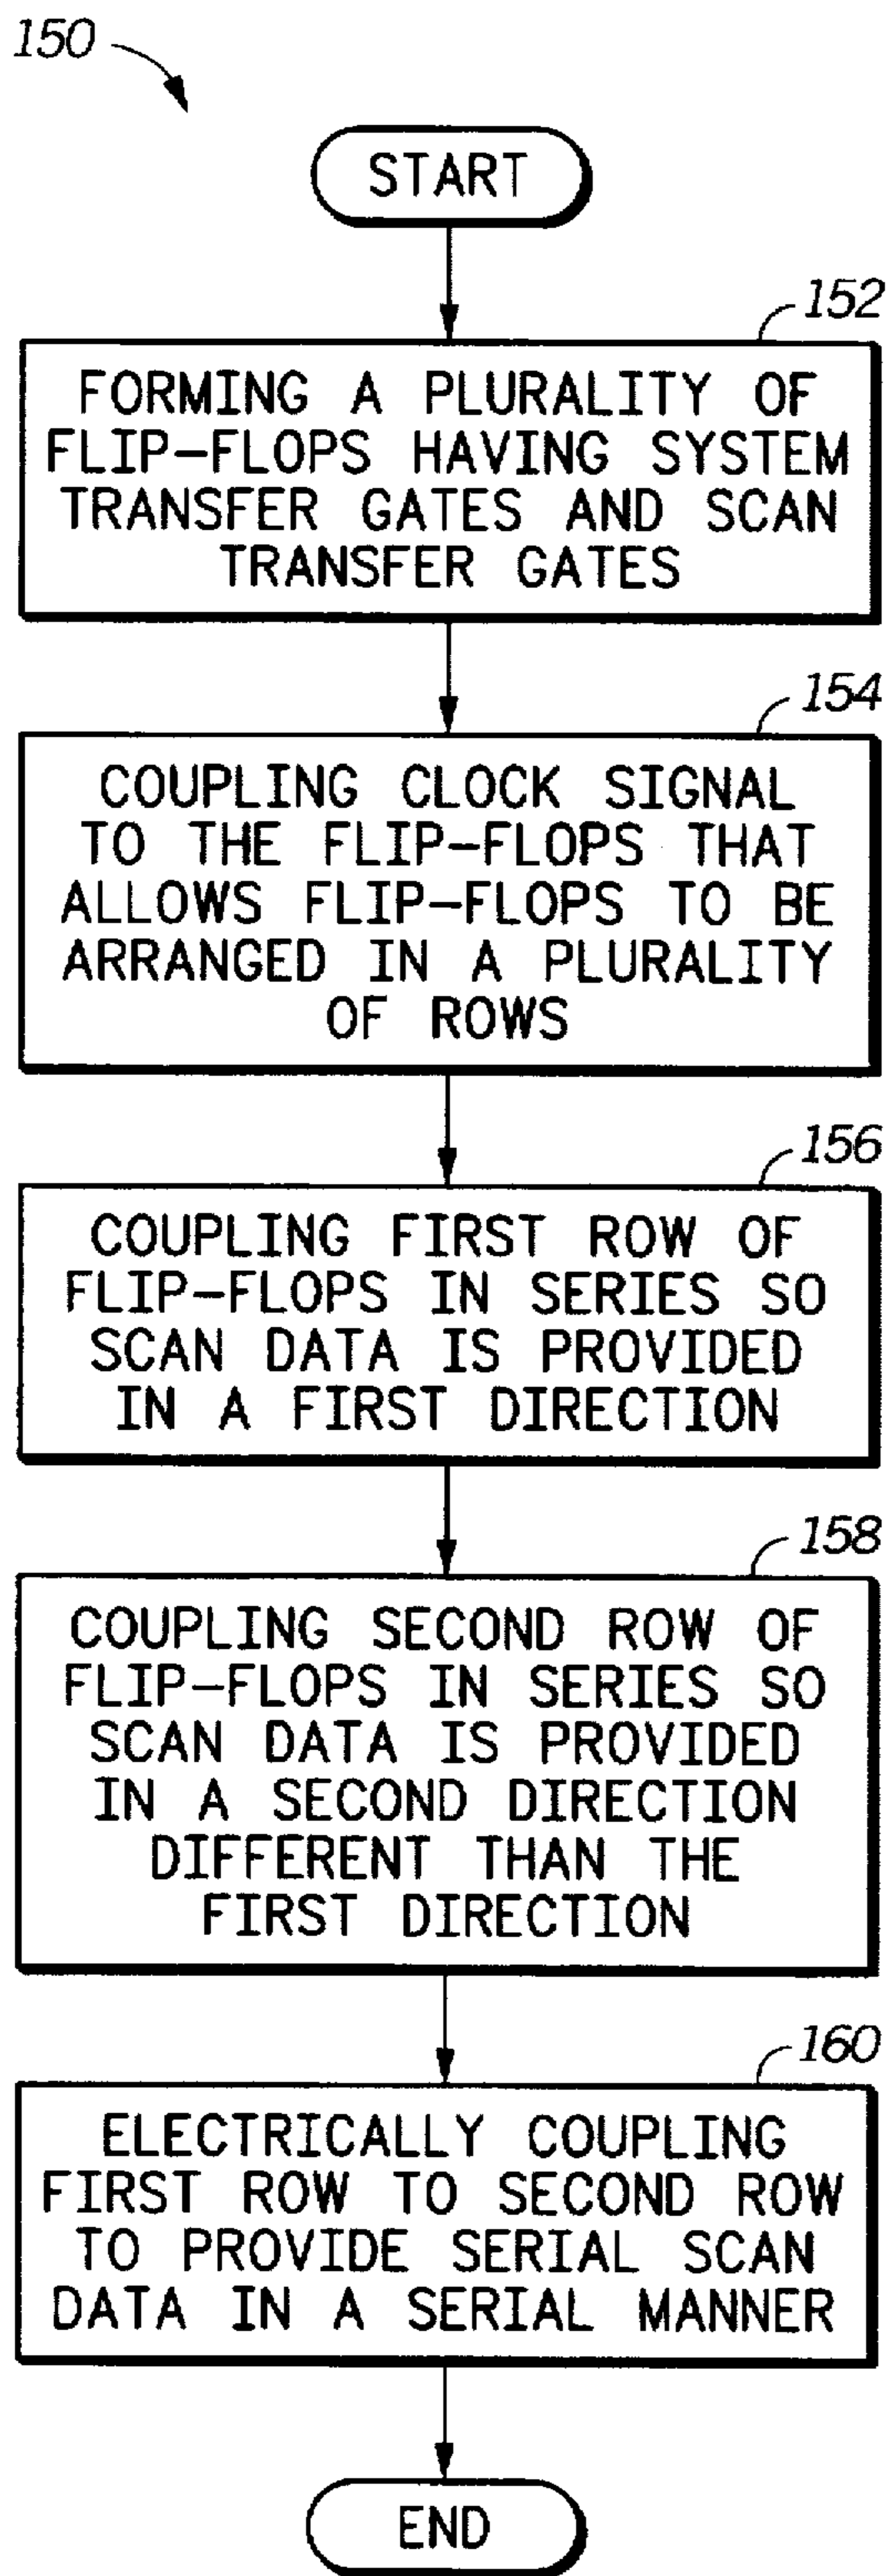 150
START
152
FORMING A PLURALITY OF
FLIP-FLOPS HAVING SYSTEM
TRANSFER GATES AND SCAN
TRANSFER GATES
154
COUPLING CLOCK SIGNAL
TO THE FLIP-FLOPS THAT
ALLOWS FLIP-FLOPS TO BE
ARRANGED IN A PLURALITY
OF ROWS
156
COUPLING FIRST ROW OF
FLIP-FLOPS IN SERIES SO
SCAN DATA IS PROVIDED
IN A FIRST DIRECTION
158
COUPLING SECOND ROW OF
FLIP-FLOPS IN SERIES SO
SCAN DATA IS PROVIDED
IN A SECOND DIRECTION
DIFFERENT THAN THE
FIRST DIRECTION
160
ELECTRICALLY COUPLING
FIRST ROW TO SECOND ROW
TO PROVIDE SERIAL SCAN
DATA IN A SERIAL MANNER
END